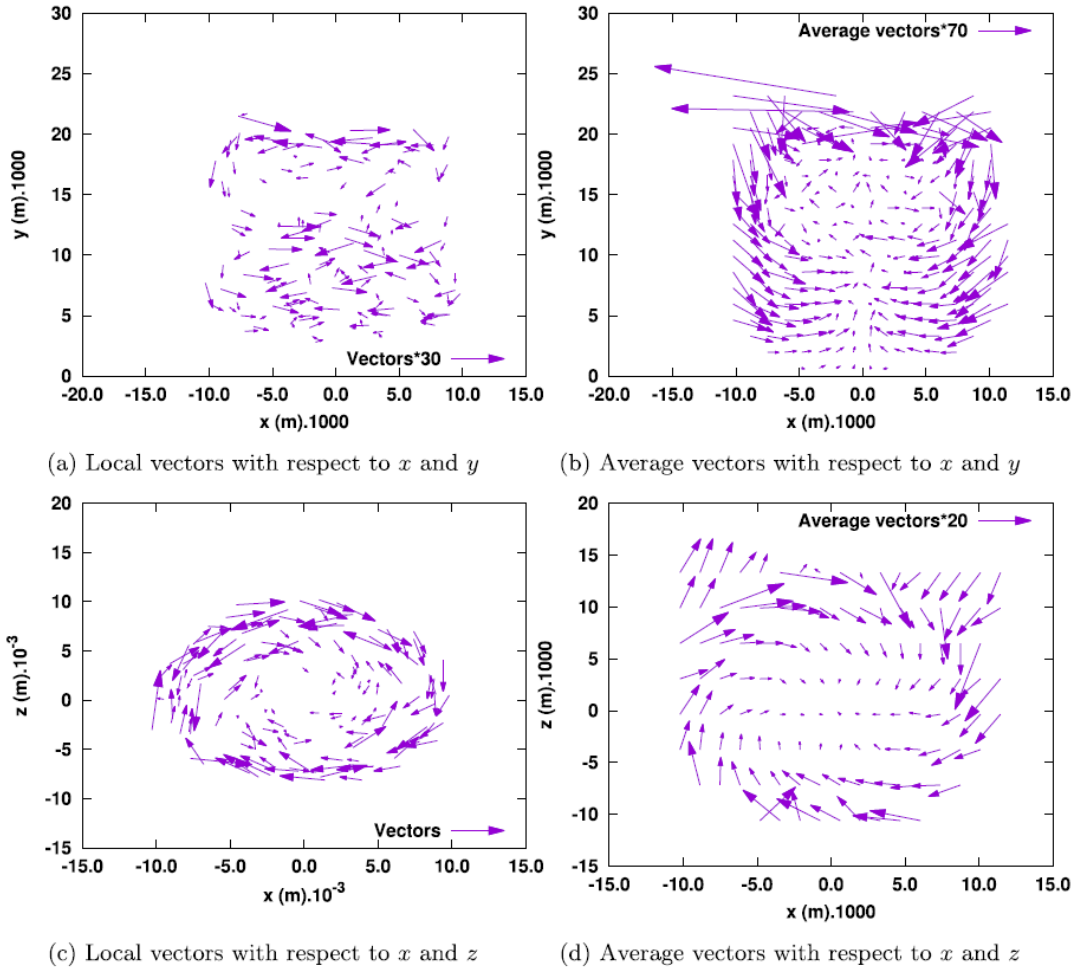 30
25
20
15
10
5
0
y (m).1000
-20.0 -15.0 -10.0 -5.0 0.0 5.0 10.0 15.0
x (m).1000
Vectors*30
(a) Local vectors with respect to x and y
30
25
20
15
10
5
0
y (m).1000
Average vectors*70
-20.0 -15.0 -10.0 -5.0 0.0 5.0 10.0 15.0
x (m).1000
(b) Average vectors with respect to x and y
20
15
10
5
0
-5
-10
-15
z (m).10⁻³
Vectors
-15.0 -10.0 -5.0 0.0 5.0 10.0 15.0
x (m).10⁻³
(c) Local vectors with respect to x and z
20
15
10
5
0
-5
-10
-15
z (m).1000
Average vectors*20
-15.0 -10.0 -5.0 0.0 5.0 10.0 15.0
x (m).1000
(d) Average vectors with respect to x and z